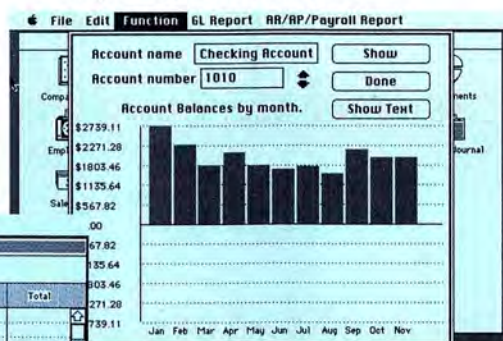 File Edit Function GL Report AR/AP/Payroll Report
Account name Checking Account Show
Account number 1010 Done
Account Balances by month. Show Text
$2739.11
$2271.28
$1803.46
$1135.64
$567.82
.00
67.82
135.64
803.46
271.28
739.11
Jan Feb Mar Apr May Jun Jul Aug Sep Oct Nov
Compa
Empl
Sale
ments
Journal
Total